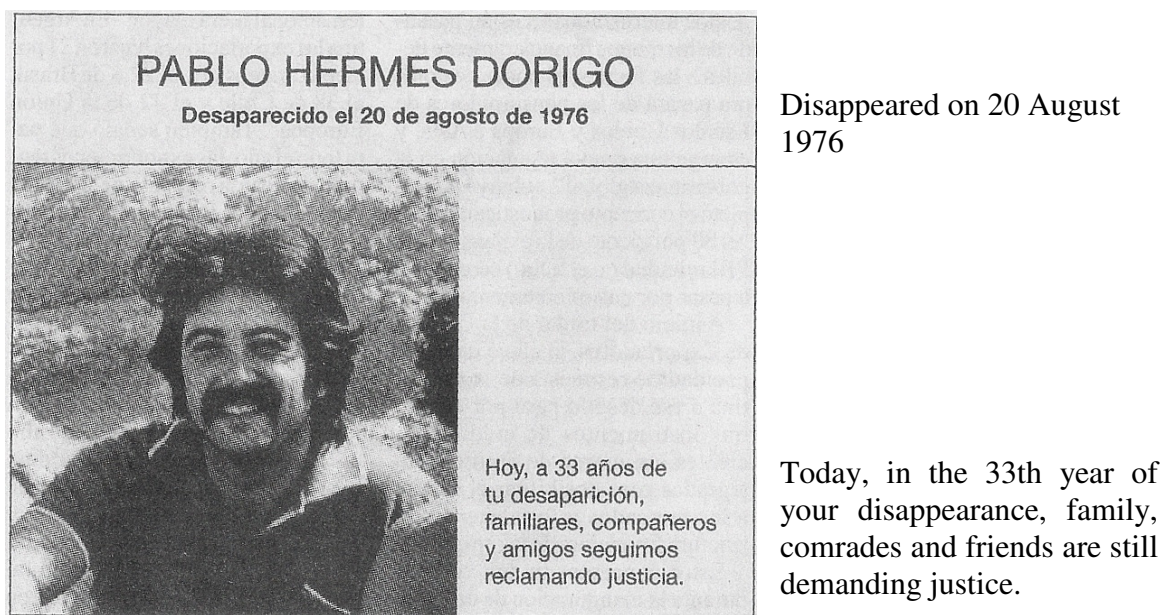 PABLO HERMES DORIGO
Desaparecido el 20 de agosto de 1976
Disappeared on 20 August
1976
Hoy, a 33 años de
tu desaparición,
familiares, compañeros
y amigos seguimos
reclamando justicia.
Today, in the 33th year of
your disappearance, family,
comrades and friends are still
demanding justice.